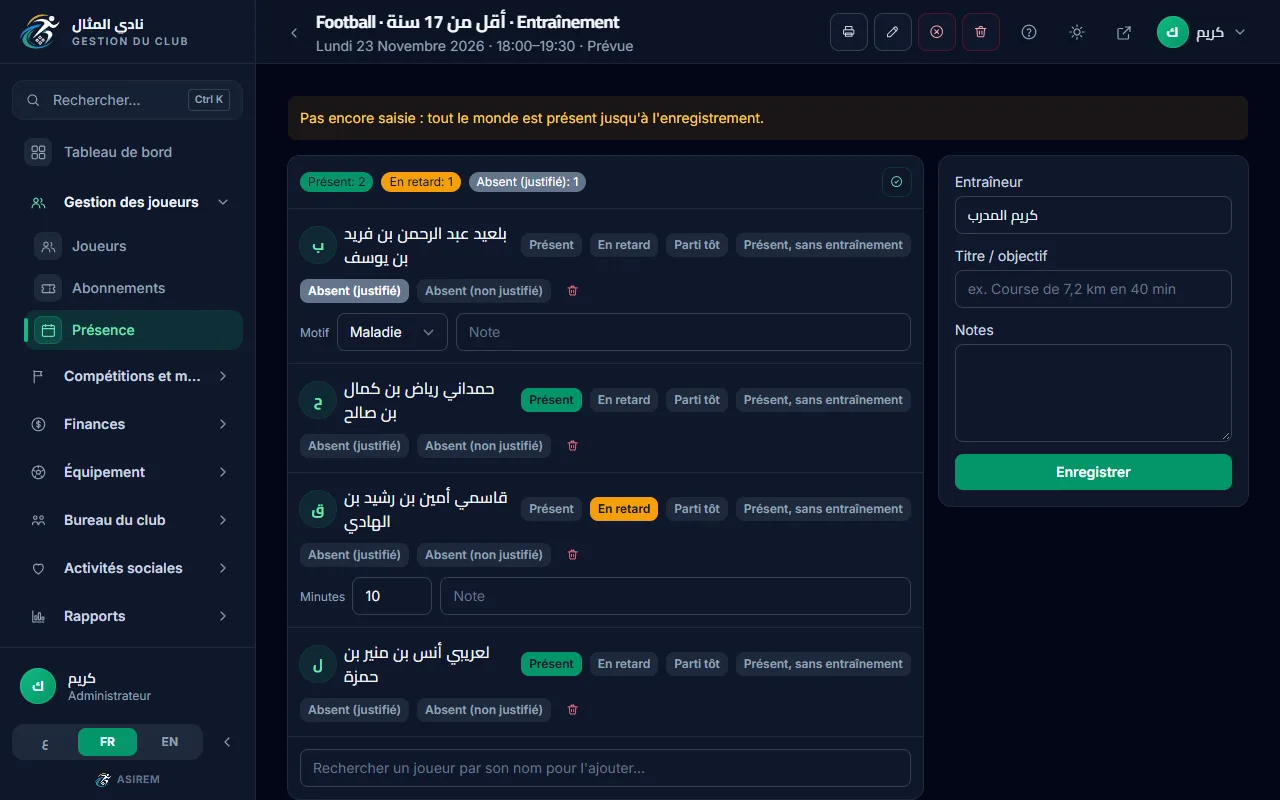 نادي المثال
GESTION DU CLUB
Rechercher... Ctrl K
Tableau de bord
Gestion des joueurs
Joueurs
Abonnements
Présence
Compétitions et m...
Finances
Équipement
Bureau du club
Activités sociales
Rapports
ك
كريم
Administrateur
ع FR EN
ASIREM
Football · أقل من 17 سنة · Entraînement
Lundi 23 Novembre 2026 · 18:00–19:30 · Prévue
ك كريم
Pas encore saisie : tout le monde est présent jusqu'à l'enregistrement.
Présent: 2 En retard: 1 Absent (justifié): 1
ب
بلعيد عبد الرحمن بن فريد
بن يوسف
Présent En retard Parti tôt Présent, sans entraînement
Absent (justifié) Absent (non justifié)
Motif Maladie Note
ح
حمداني رياض بن كمال
بن صالح
Présent En retard Parti tôt Présent, sans entraînement
Absent (justifié) Absent (non justifié)
ق
قاسمي أمين بن رشيد بن
الهادي
Présent En retard Parti tôt Présent, sans entraînement
Absent (justifié) Absent (non justifié)
Minutes 10 Note
ل
لعريبي أنس بن منير بن
حمزة
Présent En retard Parti tôt Présent, sans entraînement
Absent (justifié) Absent (non justifié)
Rechercher un joueur par son nom pour l'ajouter...
Entraîneur
كريم المدرب
Titre / objectif
ex. Course de 7,2 km en 40 min
Notes
Enregistrer